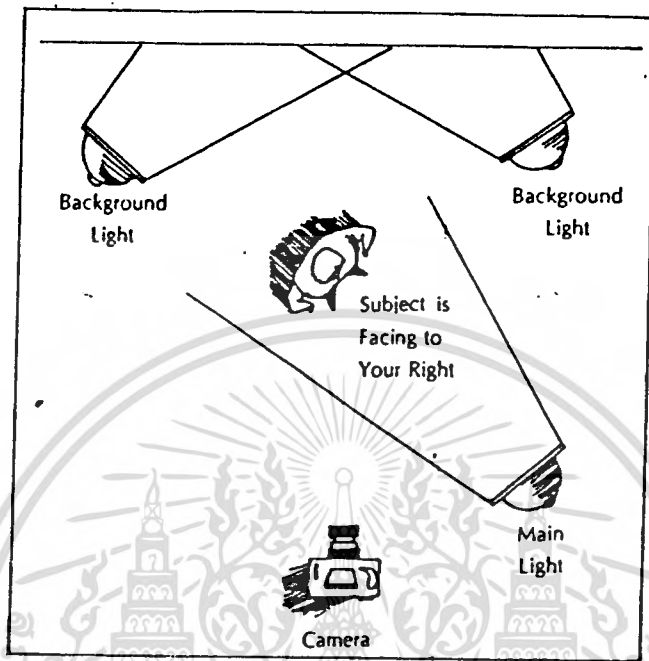 Background
Light
Background
Light
Subject is
Facing to
Your Right
Main
Light
Camera